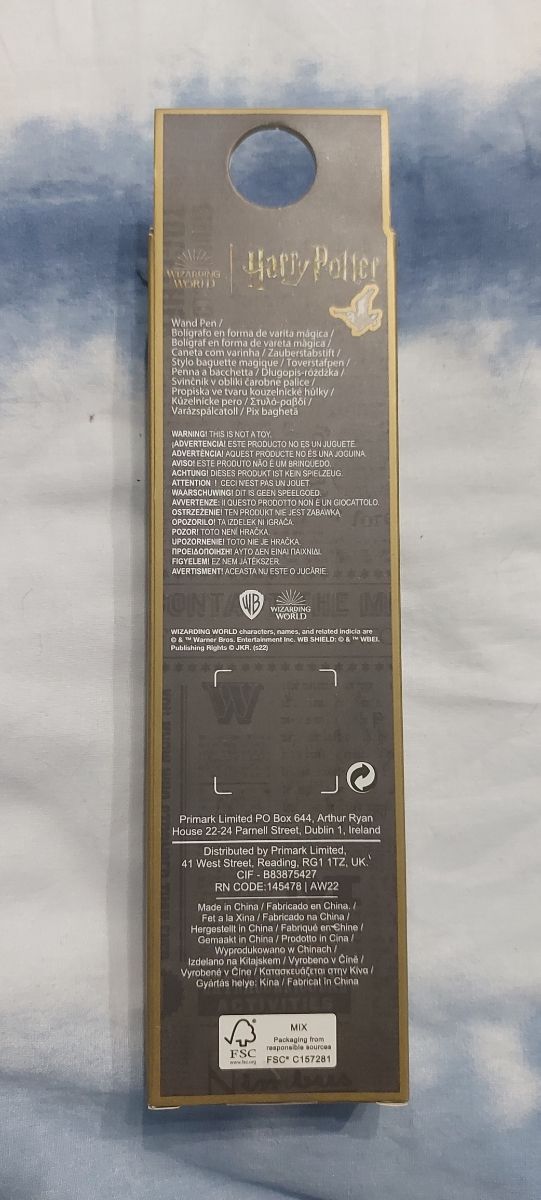 WIZARDING
WORLD
Harry Potter
Wand Pen /
Bolígrafo en forma de varita mágica /
Bolígraf en forma de vareta màgica /
Caneta com varinha / Zauberstabstift /
Stylo baguette magique / Toverstafpen /
Penna a bacchetta / Długopis-różdżka /
Svinčnik v obliki čarobne palice /
Propiska ve tvaru kouzelnické hůlky /
Kúzelnícke pero / Στυλό-ραβδί /
Varázspálcatoll / Pix baghetă
WARNING! THIS IS NOT A TOY.
¡ADVERTENCIA! ESTE PRODUCTO NO ES UN JUGUETE.
ADVERTÈNCIA! AQUEST PRODUCTE NO ÉS UNA JOGUINA.
AVISO! ESTE PRODUTO NÃO É UM BRINQUEDO.
ACHTUNG! DIESES PRODUKT IST KEIN SPIELZEUG.
ATTENTION ! CECI N'EST PAS UN JOUET.
WAARSCHUWING! DIT IS GEEN SPEELGOED.
AVVERTENZE: IL QUESTO PRODOTTO NON È UN GIOCATTOLO.
OSTRZEŻENIE! TEN PRODUKT NIE JEST ZABAWKĄ.
OPOZORILO! TA IZDELEK NI IGRAČA.
POZOR! TOTO NENÍ HRAČKA.
UPOZORNENIE! TOTO NIE JE HRAČKA.
ΠΡΟΕΙΔΟΠΟΙΗΣΗ! ΑΥΤΟ ΔΕΝ ΕΙΝΑΙ ΠΑΙΧΝΙΔΙ.
FIGYELEM! EZ NEM JÁTÉKSZER.
AVERTISMENT! ACEASTA NU ESTE O JUCĂRIE.
WB
WIZARDING
WORLD
WIZARDING WORLD characters, names, and related indicia are
© & ™ Warner Bros. Entertainment Inc. WB SHIELD: © & ™ WBEI.
Publishing Rights © JKR. (s22)
Primark Limited PO Box 644, Arthur Ryan
House 22-24 Parnell Street, Dublin 1, Ireland
Distributed by Primark Limited,
41 West Street, Reading, RG1 1TZ, UK.
CIF - B83875427
RN CODE:145478 | AW22
Made in China / Fabricado en China. /
Fet a la Xina / Fabricado na China /
Hergestellt in China / Fabriqué en Chine /
Gemaakt in China / Prodotto in Cina /
Wyprodukowano w Chinach /
Izdelano na Kitajskem / Vyrobeno v Číně /
Vyrobené v Číne / Κατασκευάζεται στην Κίνα /
Gyártás helye: Kína / Fabricat în China
ACTIVITIES
FSC
www.fsc.org
MIX
Packaging from
responsible sources
FSC® C157281